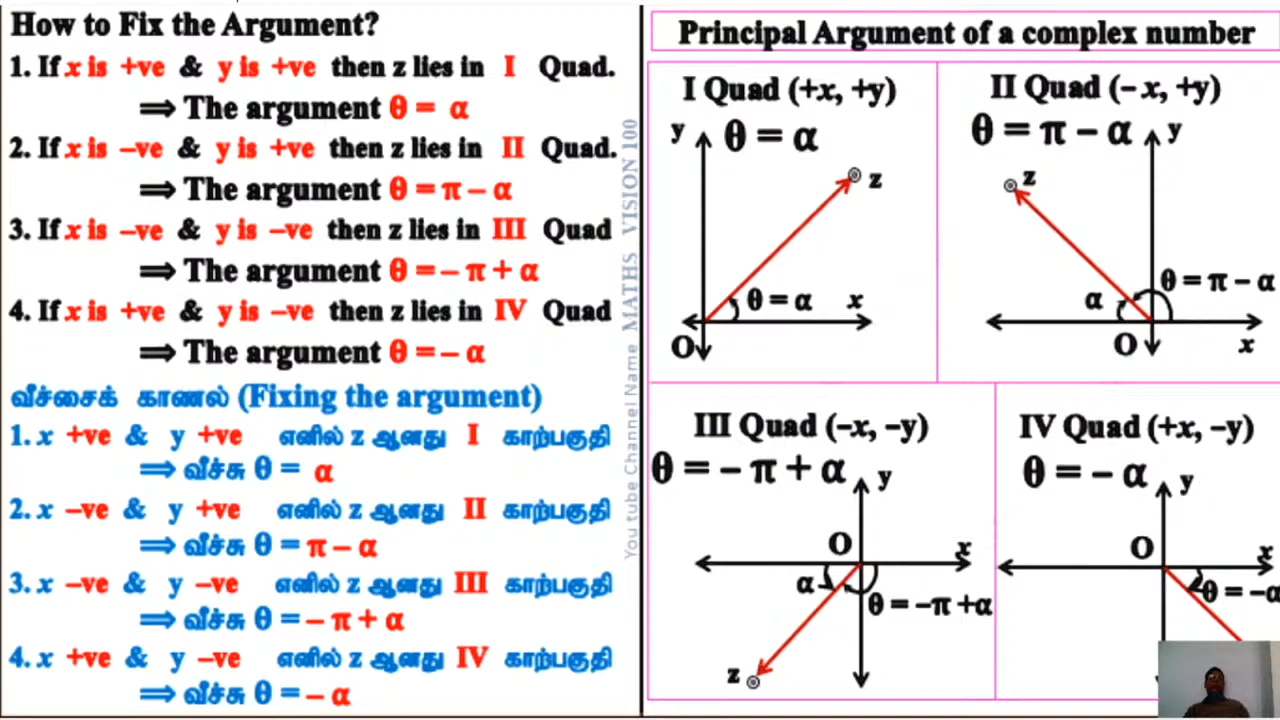 How to Fix the Argument?
1. If x is +ve & y is +ve then z lies in I Quad.
⟹ The argument θ = α
2. If x is –ve & y is +ve then z lies in II Quad.
⟹ The argument θ = π – α
3. If x is –ve & y is –ve then z lies in III Quad
⟹ The argument θ = – π + α
4. If x is +ve & y is –ve then z lies in IV Quad
⟹ The argument θ = – α
வீச்சைக் காணல் (Fixing the argument)
1. x +ve & y +ve எனில் z ஆனது I காற்பகுதி
⟹ வீச்சு θ = α
2. x –ve & y +ve எனில் z ஆனது II காற்பகுதி
⟹ வீச்சு θ = π – α
3. x –ve & y –ve எனில் z ஆனது III காற்பகுதி
⟹ வீச்சு θ = – π + α
4. x +ve & y –ve எனில் z ஆனது IV காற்பகுதி
⟹ வீச்சு θ = – α
You tube Channel Name MATHS VISION 100
Principal Argument of a complex number
I Quad (+x, +y)
θ = α
y
z
θ = α
x
O
II Quad (– x, +y)
θ = π – α
y
z
α
θ = π – α
O
x
III Quad (–x, –y)
θ = – π + α
y
O
x
α
θ = –π +α
z
IV Quad (+x, –y)
θ = – α
y
O
x
θ = –α